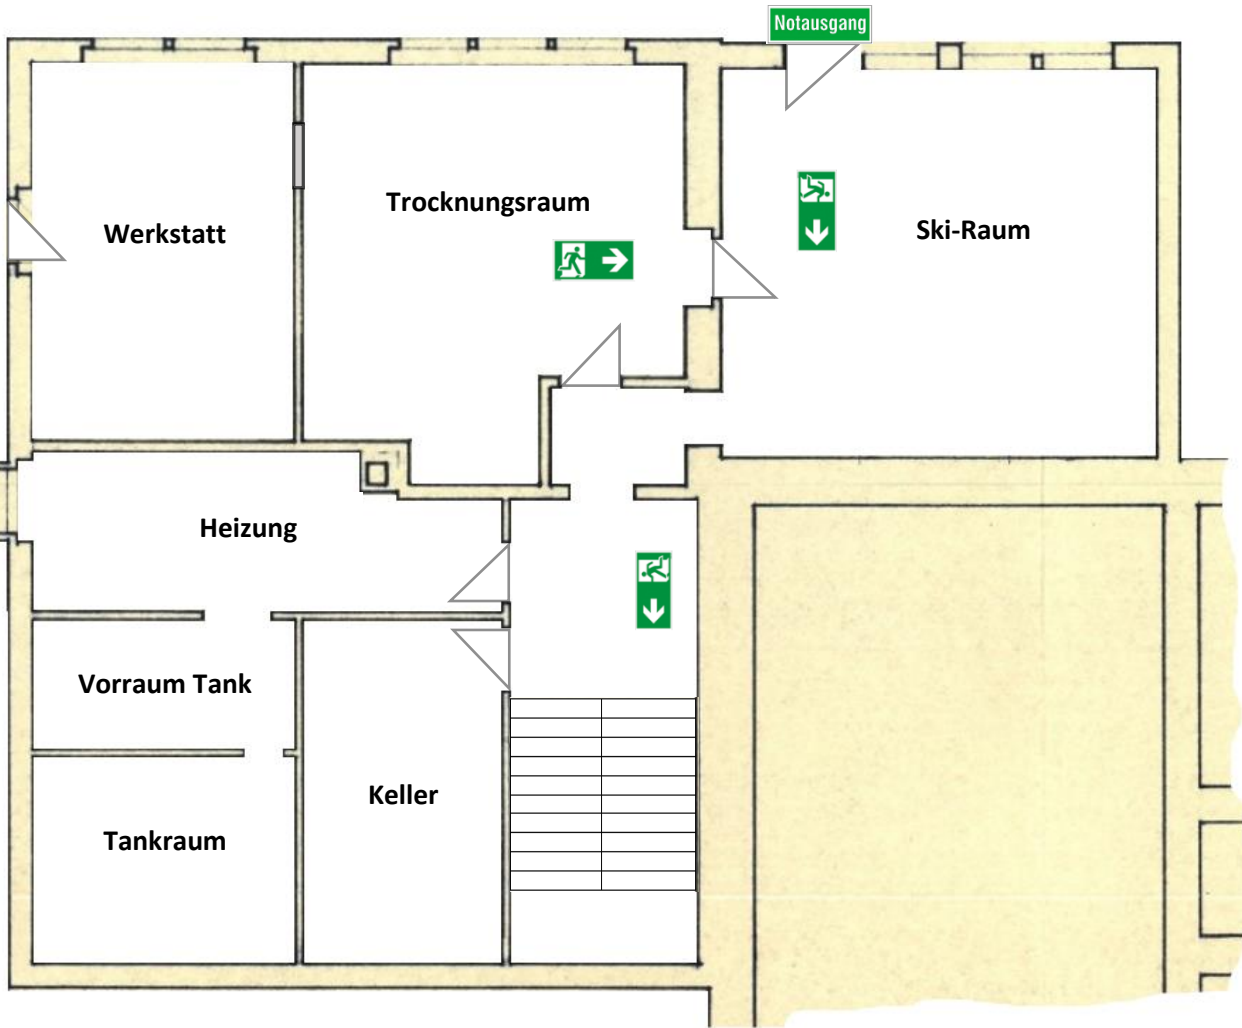 Notausgang
Trocknungsraum
Werkstatt
Ski-Raum
Heizung
Vorraum Tank
Keller
Tankraum